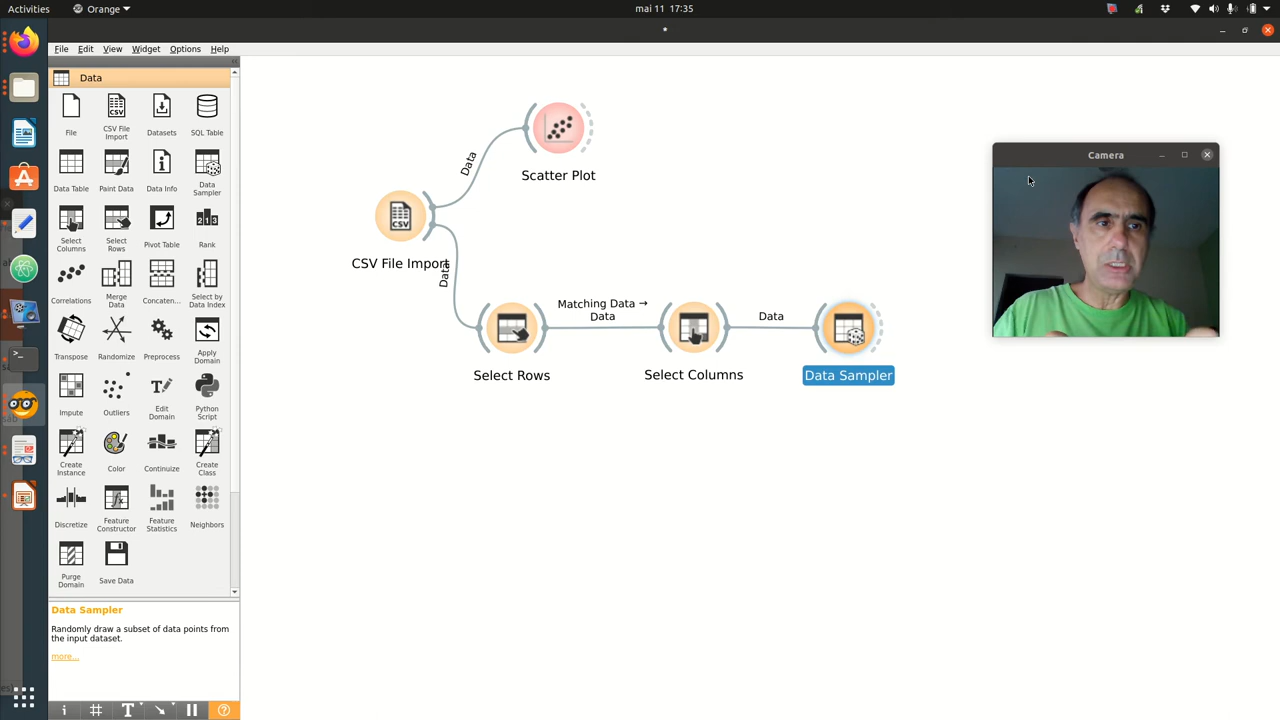 Activities
Orange
mai 11 17:35
*
File Edit View Widget Options Help
Data
File
CSV File Import
Datasets
SQL Table
Data Table
Paint Data
Data Info
Data Sampler
Select Columns
Select Rows
Pivot Table
Rank
Correlations
Merge Data
Concaten...
Select by Data Index
Transpose
Randomize
Preprocess
Apply Domain
Impute
Outliers
Edit Domain
Python Script
Create Instance
Color
Continuize
Create Class
Discretize
Feature Constructor
Feature Statistics
Neighbors
Purge Domain
Save Data
Data Sampler
Randomly draw a subset of data points from
the input dataset.
more...
Data
Scatter Plot
CSV
CSV File Import
Data
Select Rows
Matching Data →
Data
Select Columns
Data
Data Sampler
Camera